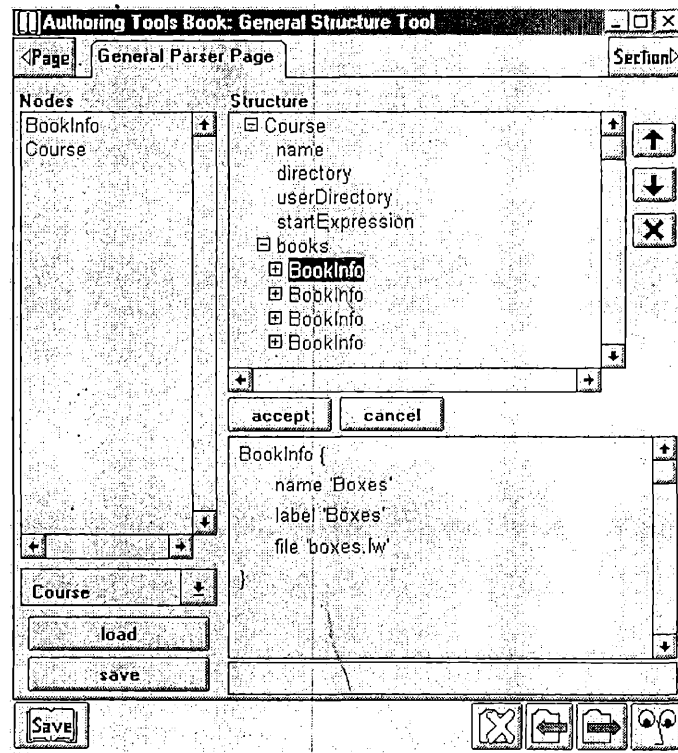 Authoring Tools Book: General Structure Tool
<Page
General Parser Page
Section>
Nodes
BookInfo
Course
Structure
Course
name
directory
userDirectory
startExpression
books
BookInfo
BookInfo
BookInfo
BookInfo
accept
cancel
BookInfo {
name 'Boxes'
label 'Boxes'
file 'boxes.lw'
}
Course
load
save
Save